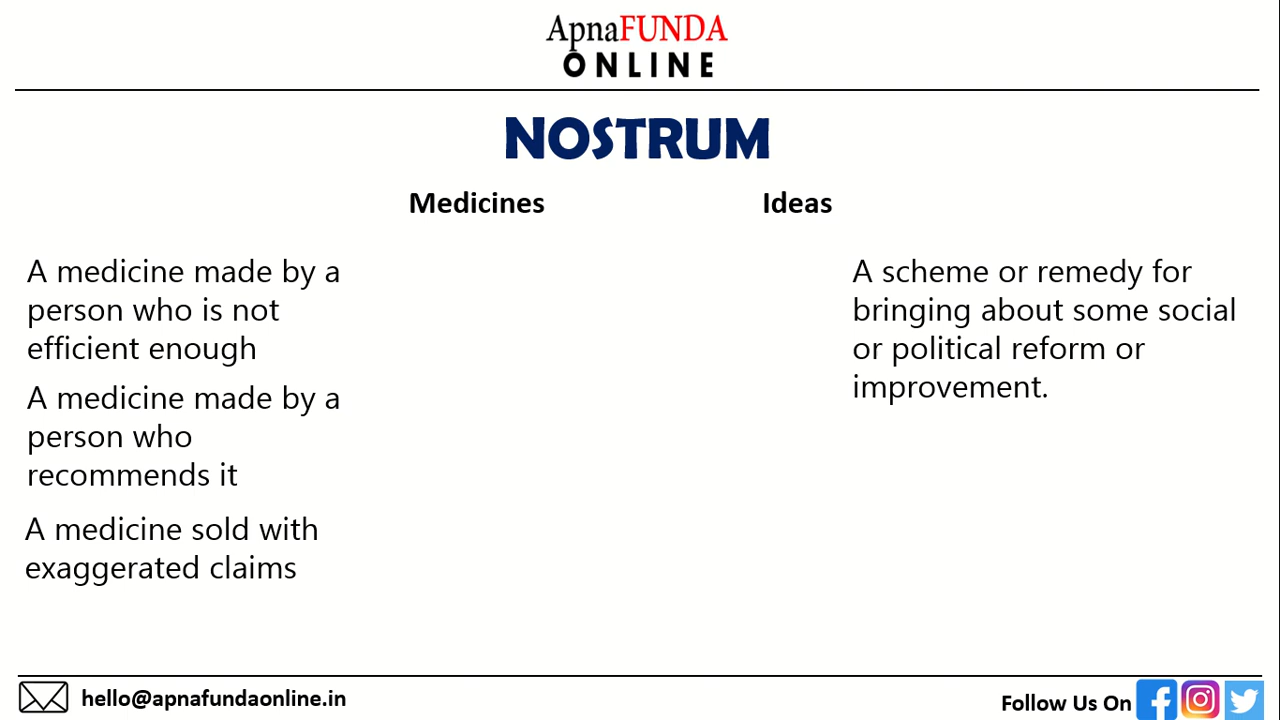 ApnaFUNDA
ONLINE
NOSTRUM
Medicines
Ideas
A medicine made by a
person who is not
efficient enough
A medicine made by a
person who
recommends it
A medicine sold with
exaggerated claims
A scheme or remedy for
bringing about some social
or political reform or
improvement.
hello@apnafundaonline.in
Follow Us On